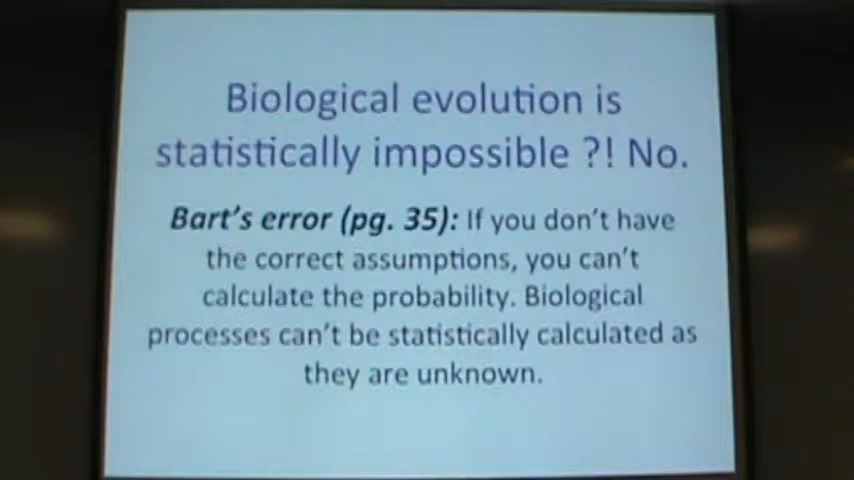 Biological evolution is
statistically impossible ?! No.
Bart's error (pg. 35): If you don't have
the correct assumptions, you can't
calculate the probability. Biological
processes can't be statistically calculated as
they are unknown.